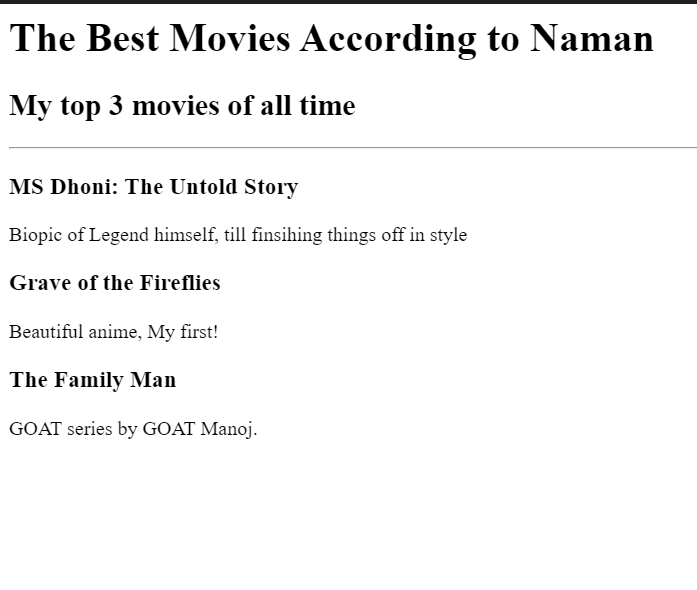 The Best Movies According to Naman
My top 3 movies of all time
MS Dhoni: The Untold Story
Biopic of Legend himself, till finsihing things off in style
Grave of the Fireflies
Beautiful anime, My first!
The Family Man
GOAT series by GOAT Manoj.